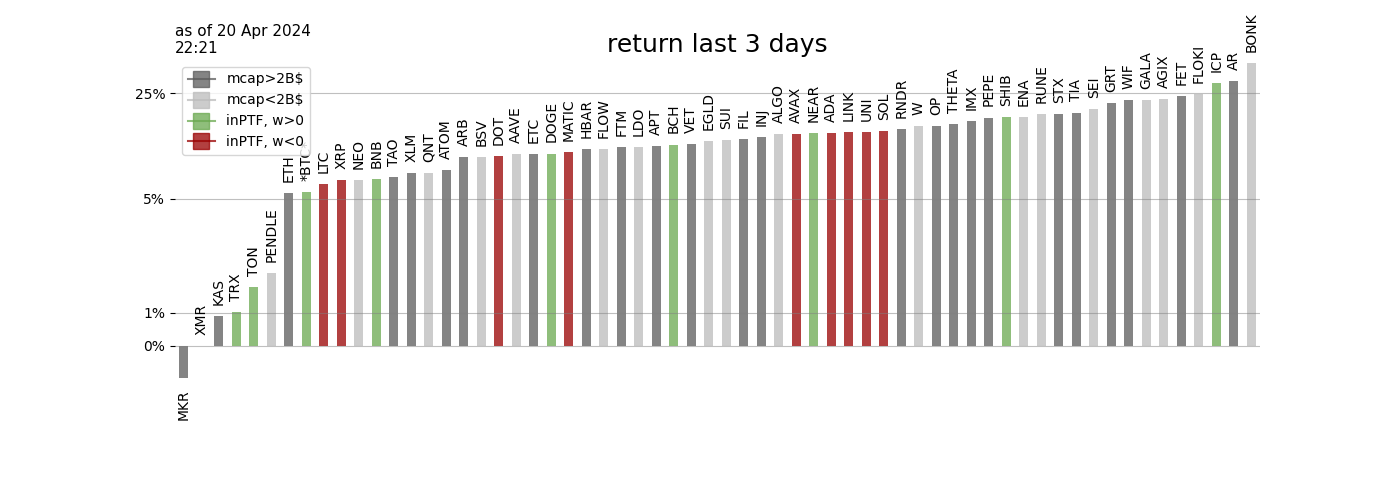 as of 20 Apr 2024
22:21
return last 3 days
mcap>2B$
mcap<2B$
inPTF, w>0
inPTF, w<0
25%
5%
1%
0%
MKR
XMR
KAS
TRX
TON
PENDLE
ETH
*BTC*
LTC
XRP
NEO
BNB
TAO
XLM
QNT
ATOM
ARB
BSV
DOT
AAVE
ETC
DOGE
MATIC
HBAR
FLOW
FTM
LDO
APT
BCH
VET
EGLD
SUI
FIL
INJ
ALGO
AVAX
NEAR
ADA
LINK
UNI
SOL
RNDR
W
OP
THETA
IMX
PEPE
SHIB
ENA
RUNE
STX
TIA
SEI
GRT
WIF
GALA
AGIX
FET
FLOKI
ICP
AR
BONK